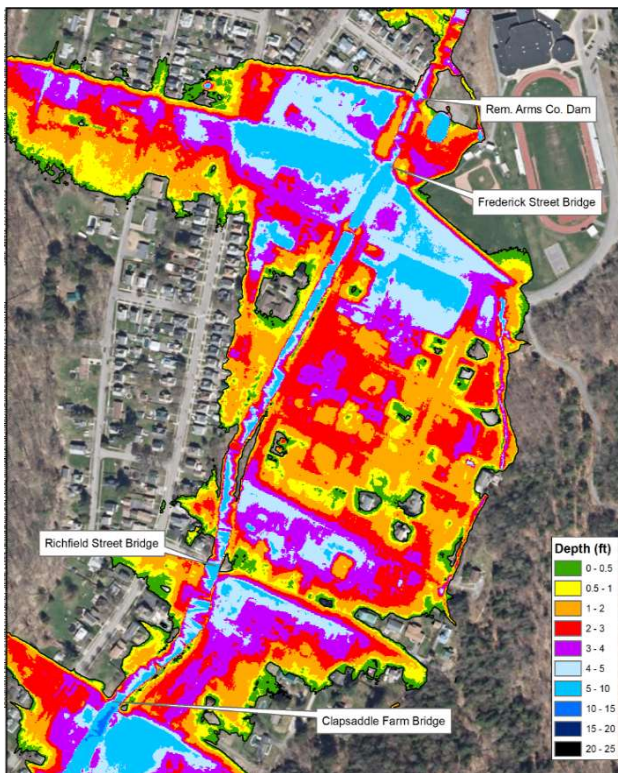 Rem. Arms Co. Dam
Frederick Street Bridge
Richfield Street Bridge
Clapsaddle Farm Bridge
Depth (ft)
0 - 0.5
0.5 - 1
1 - 2
2 - 3
3 - 4
4 - 5
5 - 10
10 - 15
15 - 20
20 - 25